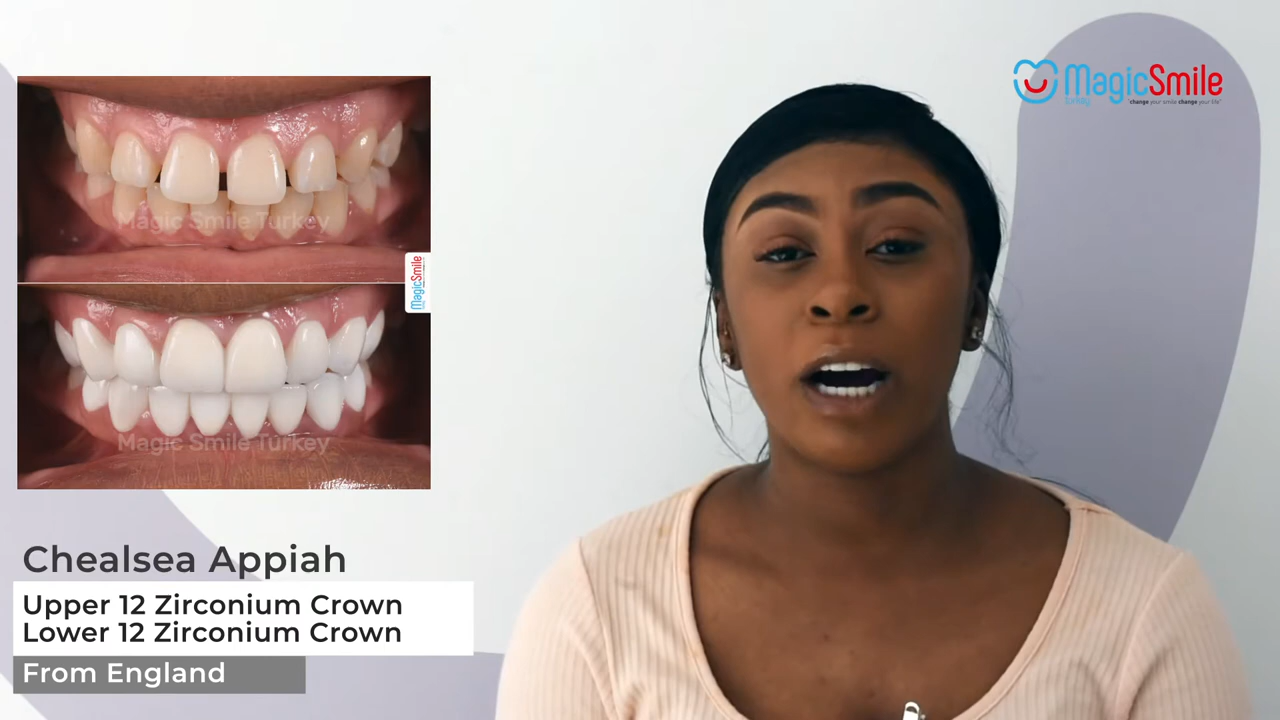 MagicSmile
Turkey
"change your smile change your life"
Magic Smile Turkey
MagicSmile
Magic Smile Turkey
Chealsea Appiah
Upper 12 Zirconium Crown
Lower 12 Zirconium Crown
From England